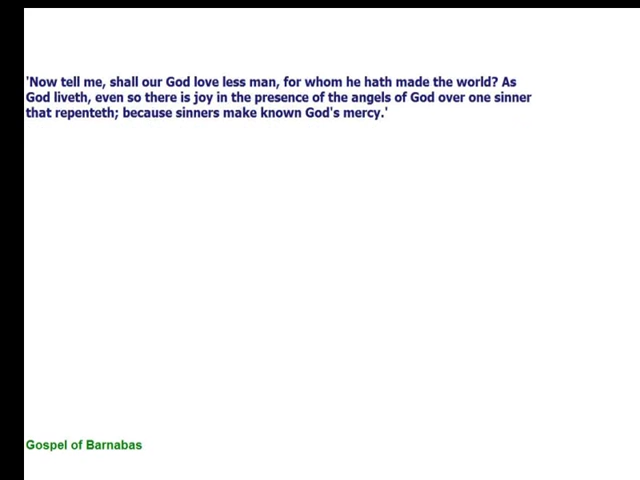 'Now tell me, shall our God love less man, for whom he hath made the world? As
God liveth, even so there is joy in the presence of the angels of God over one sinner
that repenteth; because sinners make known God's mercy.'
Gospel of Barnabas